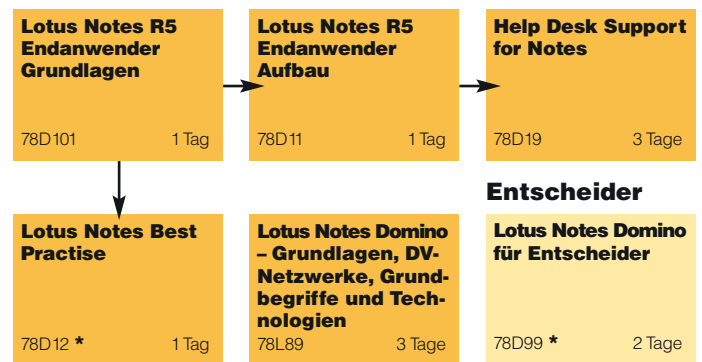 Lotus Notes R5
Endanwender
Grundlagen
78D101 1 Tag
Lotus Notes R5
Endanwender
Aufbau
78D11 1 Tag
Help Desk Support
for Notes
78D19 3 Tage
Lotus Notes Best
Practise
78D12 * 1 Tag
Lotus Notes Domino
– Grundlagen, DV-
Netzwerke, Grund-
begriffe und Tech-
nologien
78L89 3 Tage
Entscheider
Lotus Notes Domino
für Entscheider
78D99 * 2 Tage